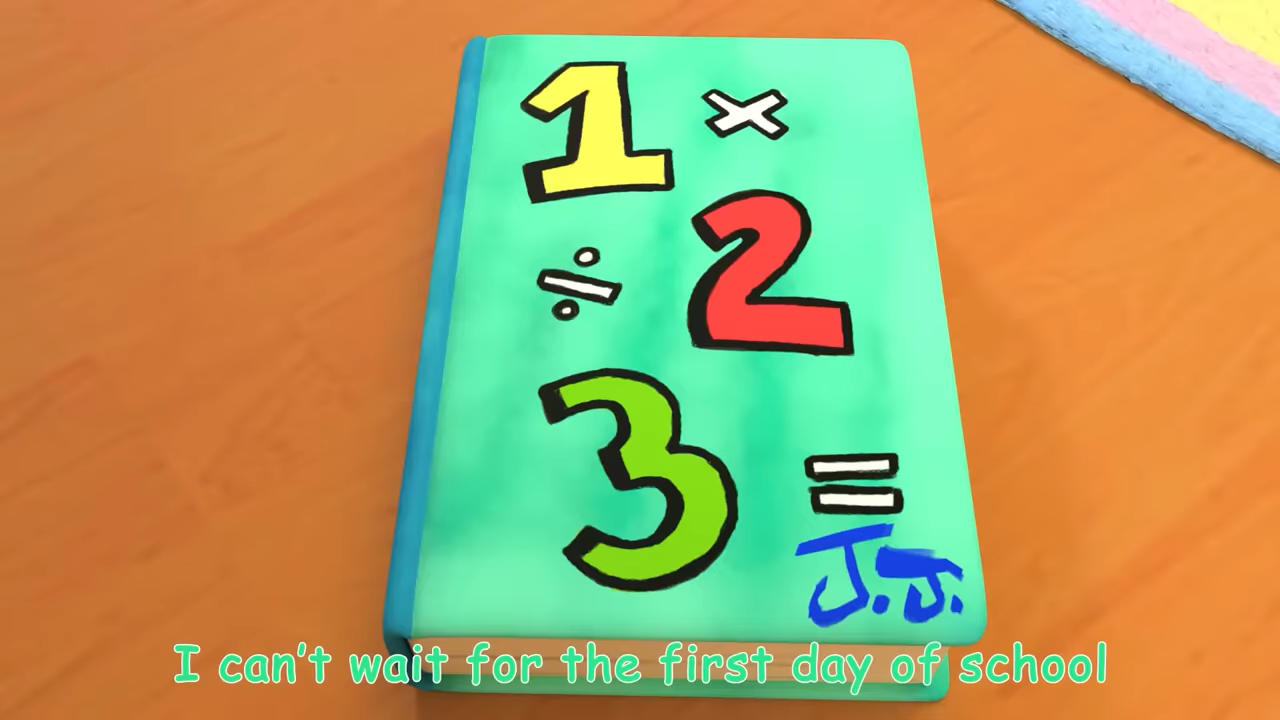 1 ×
÷ 2
3 =
J.J.
I can't wait for the first day of school